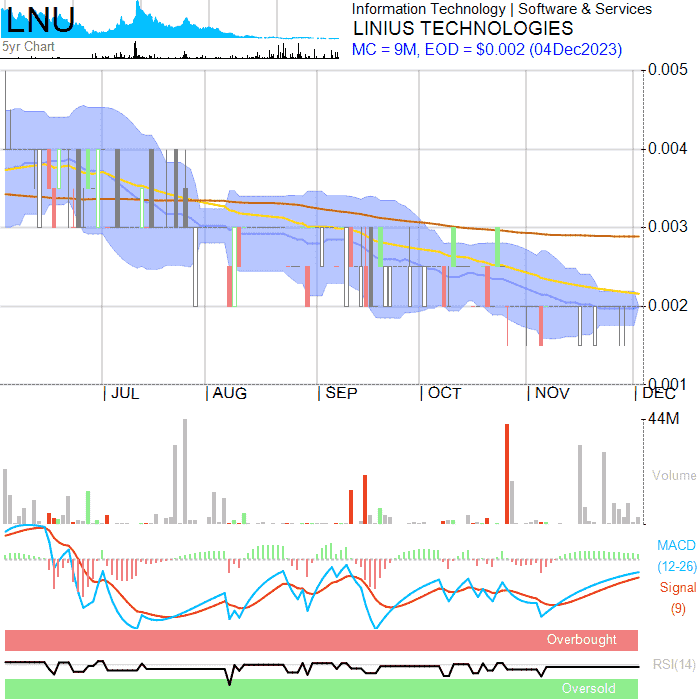 LNU
5yr Chart
Information Technology | Software & Services
LINIUS TECHNOLOGIES
MC = 9M, EOD = $0.002 (04Dec2023)
0.005
0.004
0.003
0.002
0.001
JUL
AUG
SEP
OCT
NOV
DEC
44M
Volume
MACD
(12-26)
Signal
(9)
Overbought
RSI(14)
Oversold